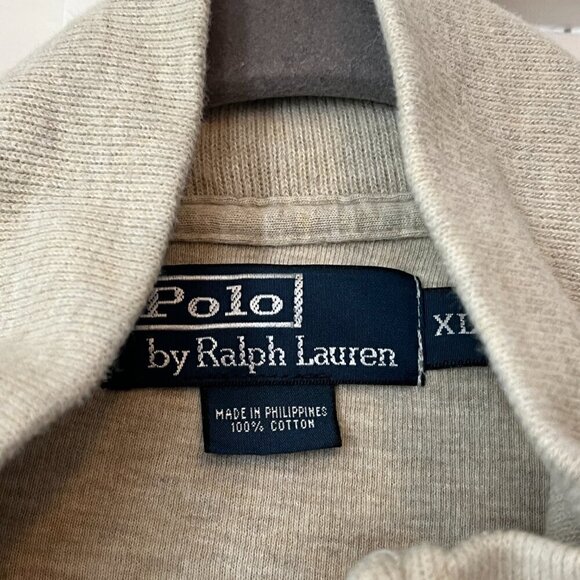 Polo
by Ralph Lauren
XL
MADE IN PHILIPPINES
100% COTTON